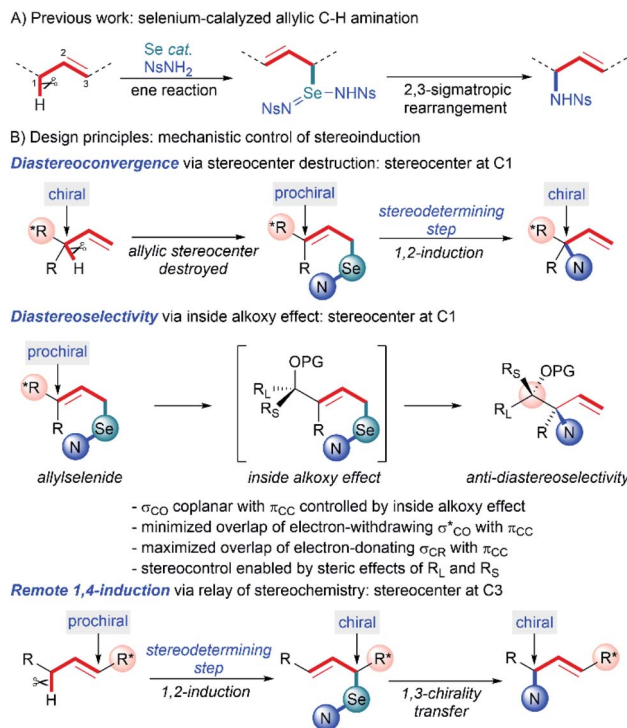 A) Previous work: selenium-calalyzed allylic C-H amination
1
2
3
H
Se cat.
NsNH2
ene reaction
NsN
Se
NHNs
2,3-sigmatropic
rearrangement
NHNs
B) Design principles: mechanistic control of stereoinduction
Diastereoconvergence via stereocenter destruction: stereocenter at C1
chiral
*R
R
H
allylic stereocenter
destroyed
prochiral
*R
R
Se
N
stereodetermining
step
1,2-induction
chiral
*R
R
N
Diastereoselectivity via inside alkoxy effect: stereocenter at C1
prochiral
*R
R
Se
N
allylselenide
OPG
RL
RS
R
Se
N
inside alkoxy effect
RS
OPG
RL
R
N
anti-diastereoselectivity
- σCO coplanar with πCC controlled by inside alkoxy effect
- minimized overlap of electron-withdrawing σ*CO with πCC
- maximized overlap of electron-donating σCR with πCC
- stereocontrol enabled by steric effects of RL and RS
Remote 1,4-induction via relay of stereochemistry: stereocenter at C3
prochiral
R
R*
H
stereodetermining
step
1,2-induction
chiral
R
R*
Se
N
1,3-chirality
transfer
chiral
R
R*
N